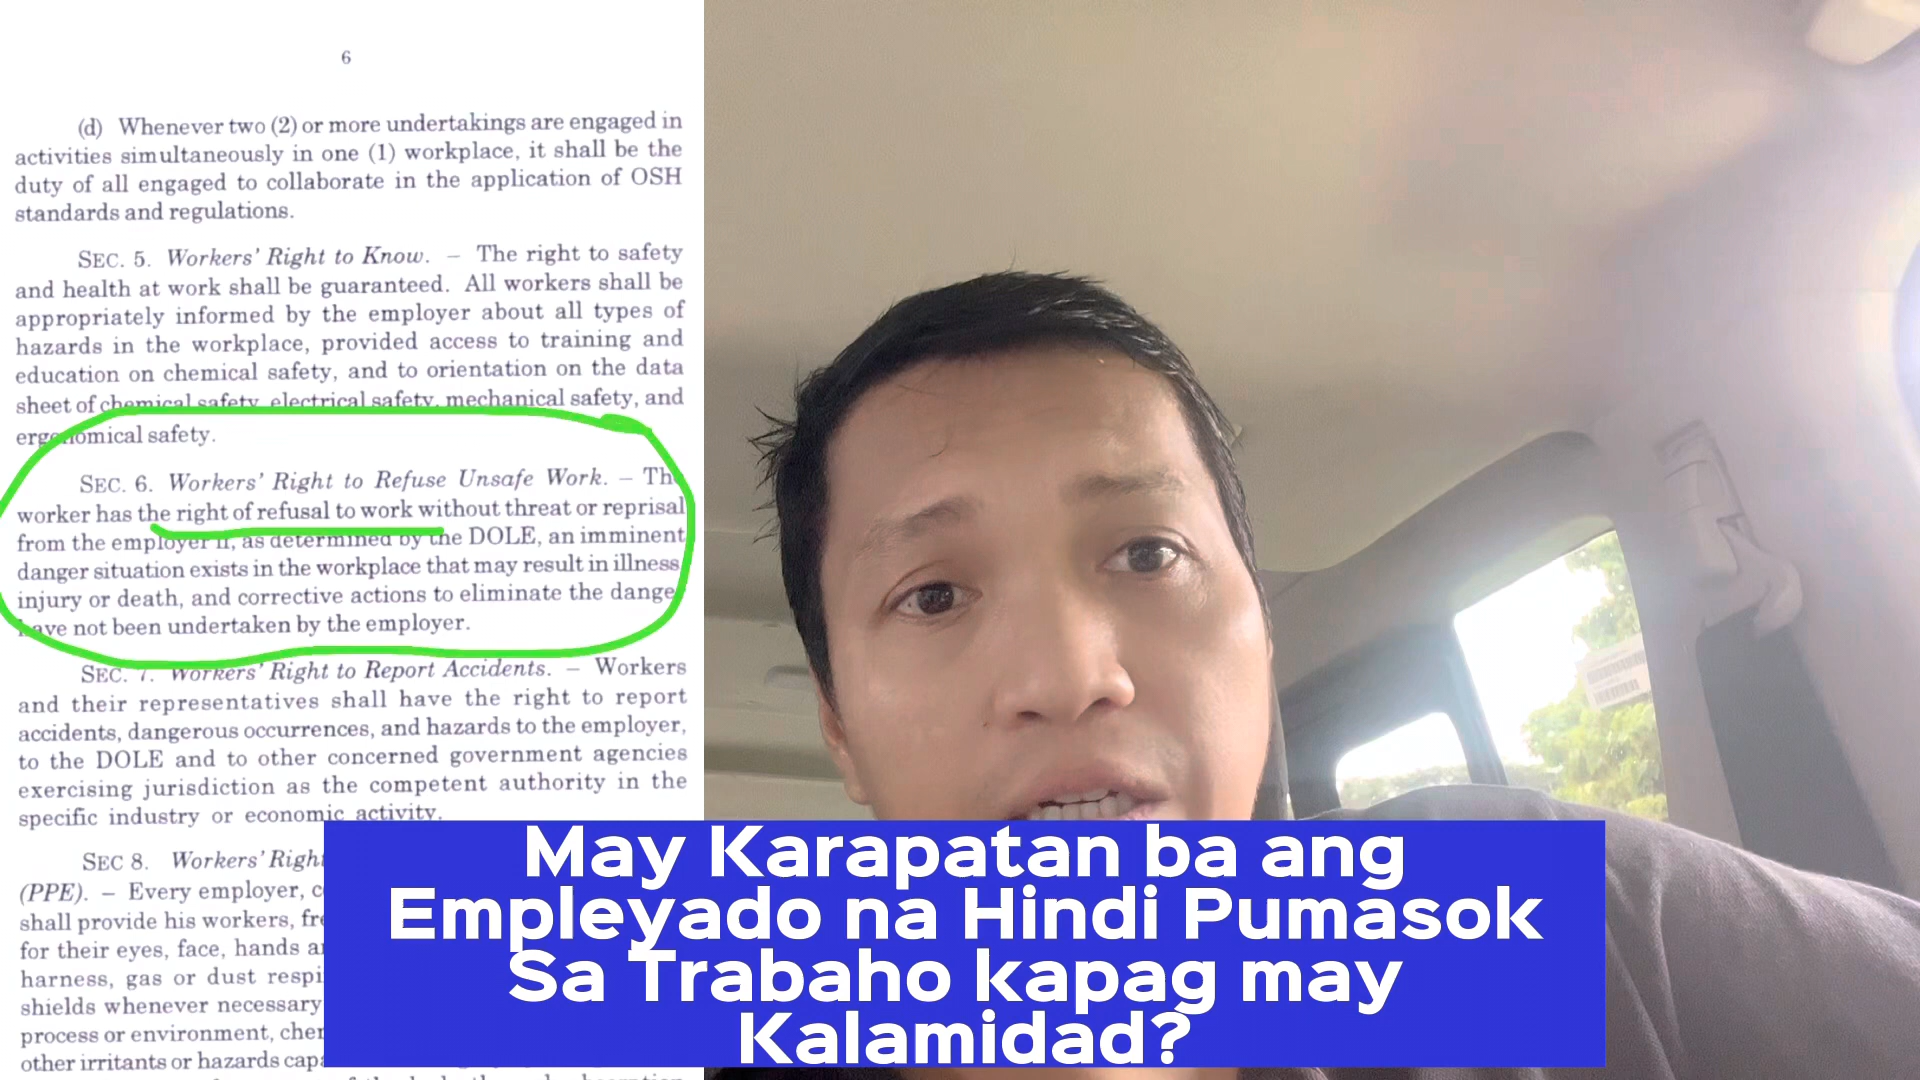 6
(d) Whenever two (2) or more undertakings are engaged in
activities simultaneously in one (1) workplace, it shall be the
duty of all engaged to collaborate in the application of OSH
standards and regulations.
SEC. 5. Workers' Right to Know. – The right to safety
and health at work shall be guaranteed. All workers shall be
appropriately informed by the employer about all types of
hazards in the workplace, provided access to training and
education on chemical safety, and to orientation on the data
sheet of chemical safety, electrical safety, mechanical safety, and
ergonomical safety.
SEC. 6. Workers' Right to Refuse Unsafe Work. – The
worker has the right of refusal to work without threat or reprisal
from the employer if, as determined by the DOLE, an imminent
danger situation exists in the workplace that may result in illness,
injury or death, and corrective actions to eliminate the danger
have not been undertaken by the employer.
SEC. 7. Workers' Right to Report Accidents. – Workers
and their representatives shall have the right to report
accidents, dangerous occurrences, and hazards to the employer,
to the DOLE and to other concerned government agencies
exercising jurisdiction as the competent authority in the
specific industry or economic activity.
SEC 8. Workers' Right
(PPE). – Every employer,
shall provide his workers,
for their eyes, face, hands
harness, gas or dust
shields whenever necessary
process or environment,
other irritants or hazards
May Karapatan ba ang
Empleyado na Hindi Pumasok
Sa Trabaho kapag may
Kalamidad?